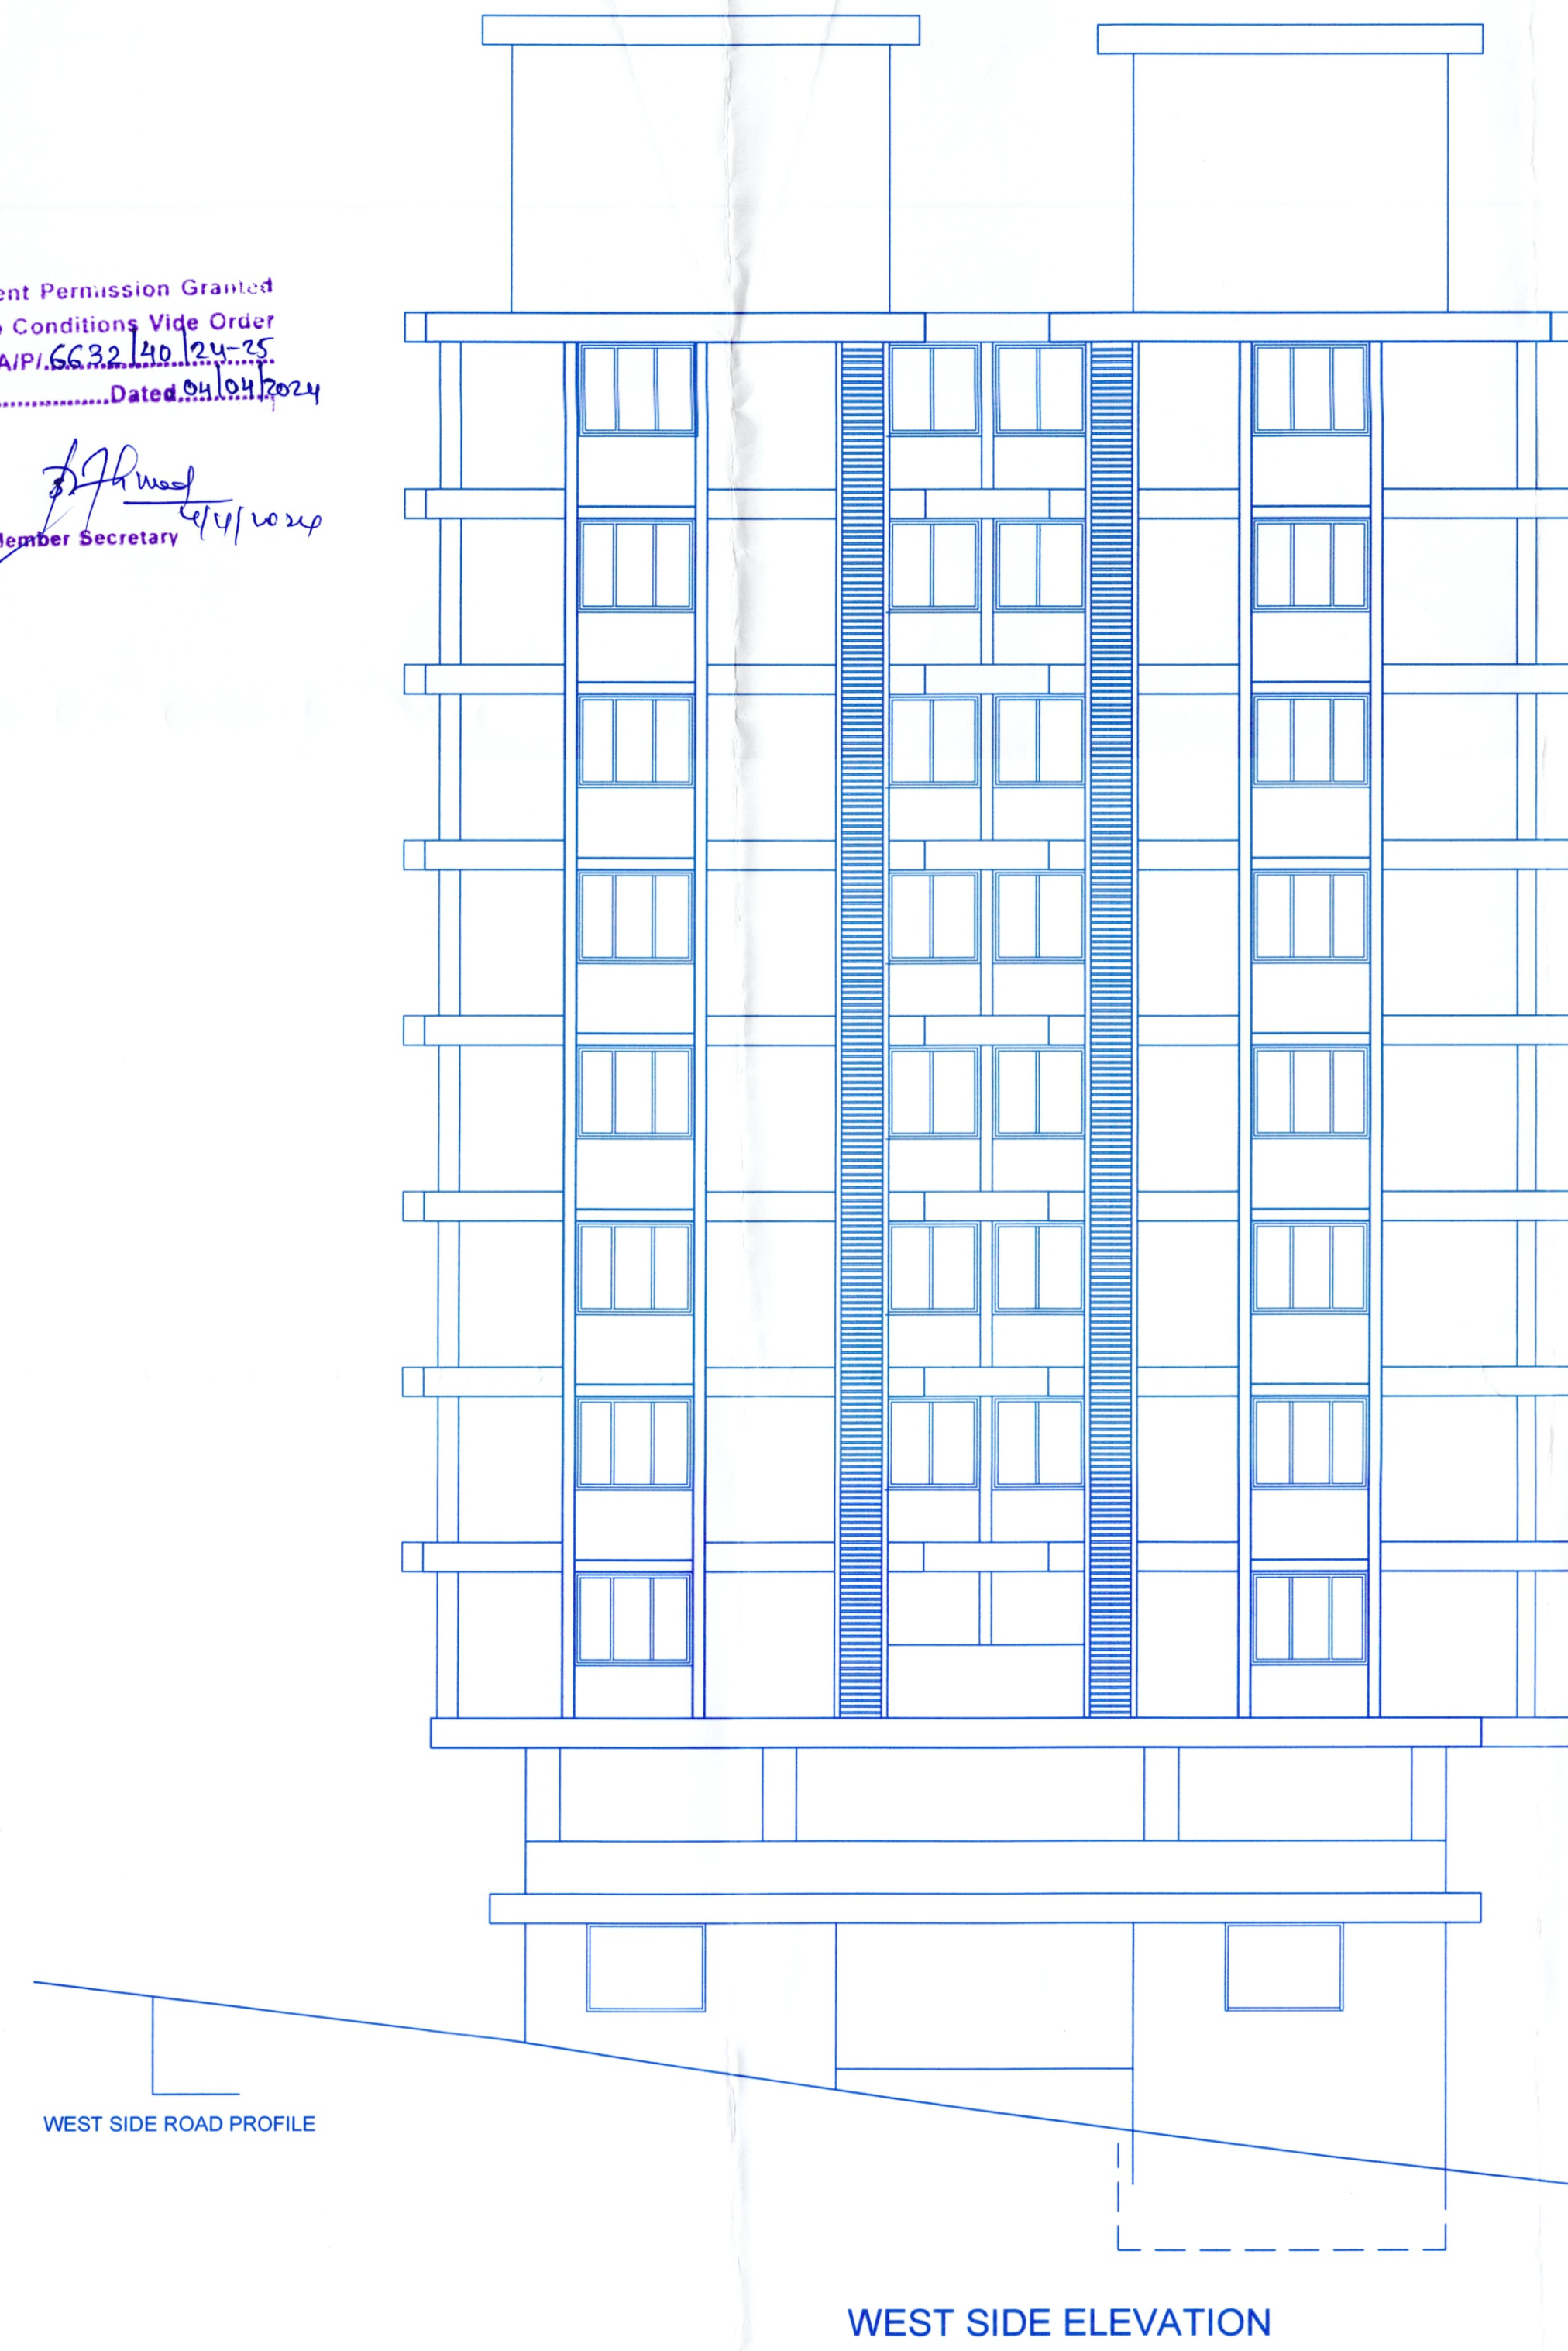 ent Permission Granted
Conditions Vide Order
A/P/.6632/40/24-25
Dated.04/04/2024
4/4/2024
Member Secretary
WEST SIDE ROAD PROFILE
WEST SIDE ELEVATION